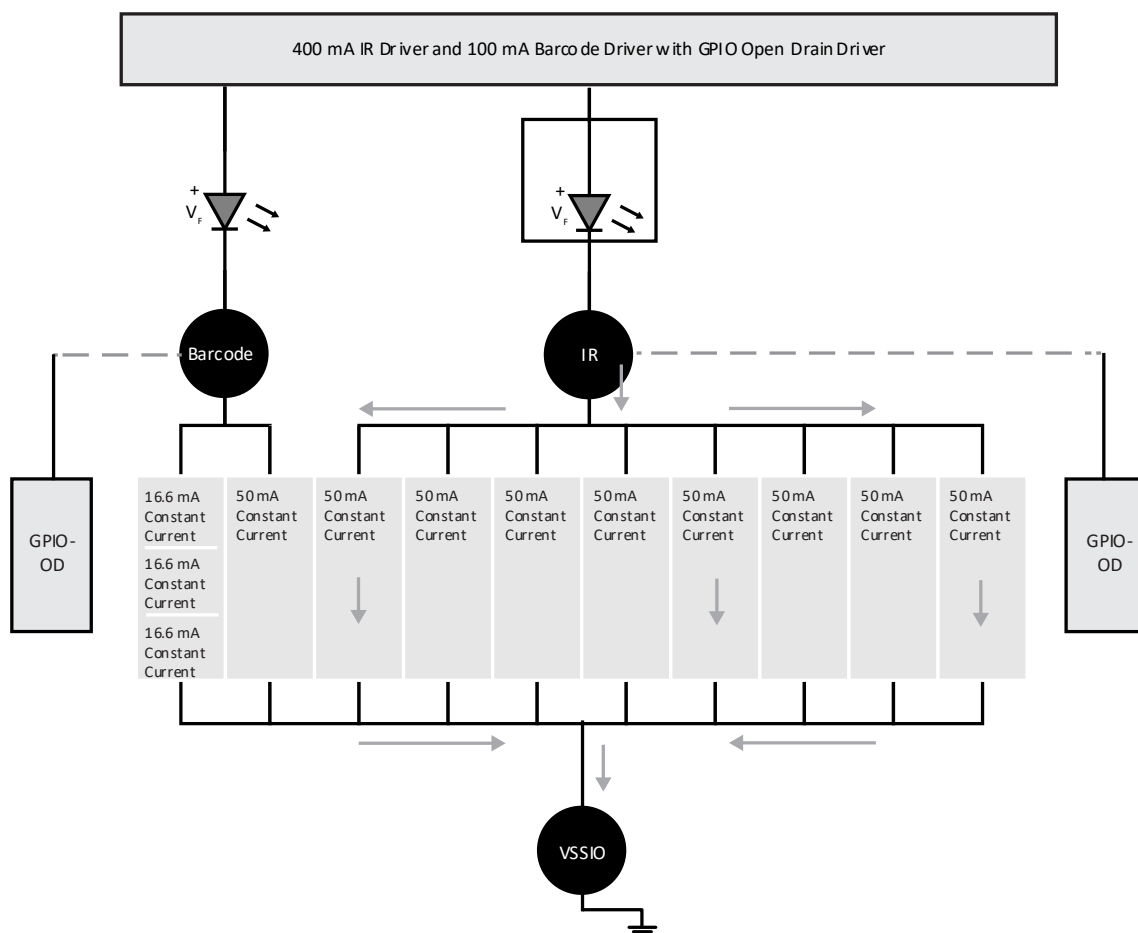 400 mA IR Driver and 100 mA Barcode Driver with GPIO Open Drain Driver
+
V_F
+
V_F
Barcode
IR
GPIO-
OD
16.6 mA
Constant
Current
16.6 mA
Constant
Current
16.6 mA
Constant
Current
50 mA
Constant
Current
50 mA
Constant
Current
50 mA
Constant
Current
50 mA
Constant
Current
50 mA
Constant
Current
50 mA
Constant
Current
50 mA
Constant
Current
50 mA
Constant
Current
50 mA
Constant
Current
GPIO-
OD
VSSIO